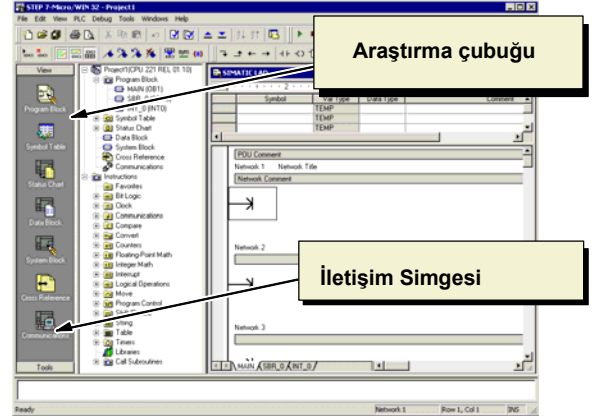 STEP 7-Micro/WIN 32 - Project1
File Edit View PLC Debug Tools Windows Help
Araştırma çubuğu
View
Program Block
Symbol Table
Status Chart
Data Block
System Block
Cross Reference
Communications
Tools
Project1(CPU 221 REL 01.10)
Program Block
MAIN (OB1)
SBR_0
INT_0 (INT0)
Symbol Table
Status Chart
Data Block
System Block
Cross Reference
Communications
Instructions
Favorites
Bit Logic
Clock
Communications
Compare
Convert
Counters
Floating-Point Math
Integer Math
Interrupt
Logical Operations
Move
Program Control
String
Table
Timers
Libraries
Call Subroutines
SIMATIC LAD
Symbol Var Type Data Type Comment
TEMP
TEMP
TEMP
POU Comment
Network 1 Network Title
Network Comment
Network 2
İletişim Simgesi
Network 3
MAIN SBR_0 INT_0
Ready Network 1 Row 1, Col 1 INS